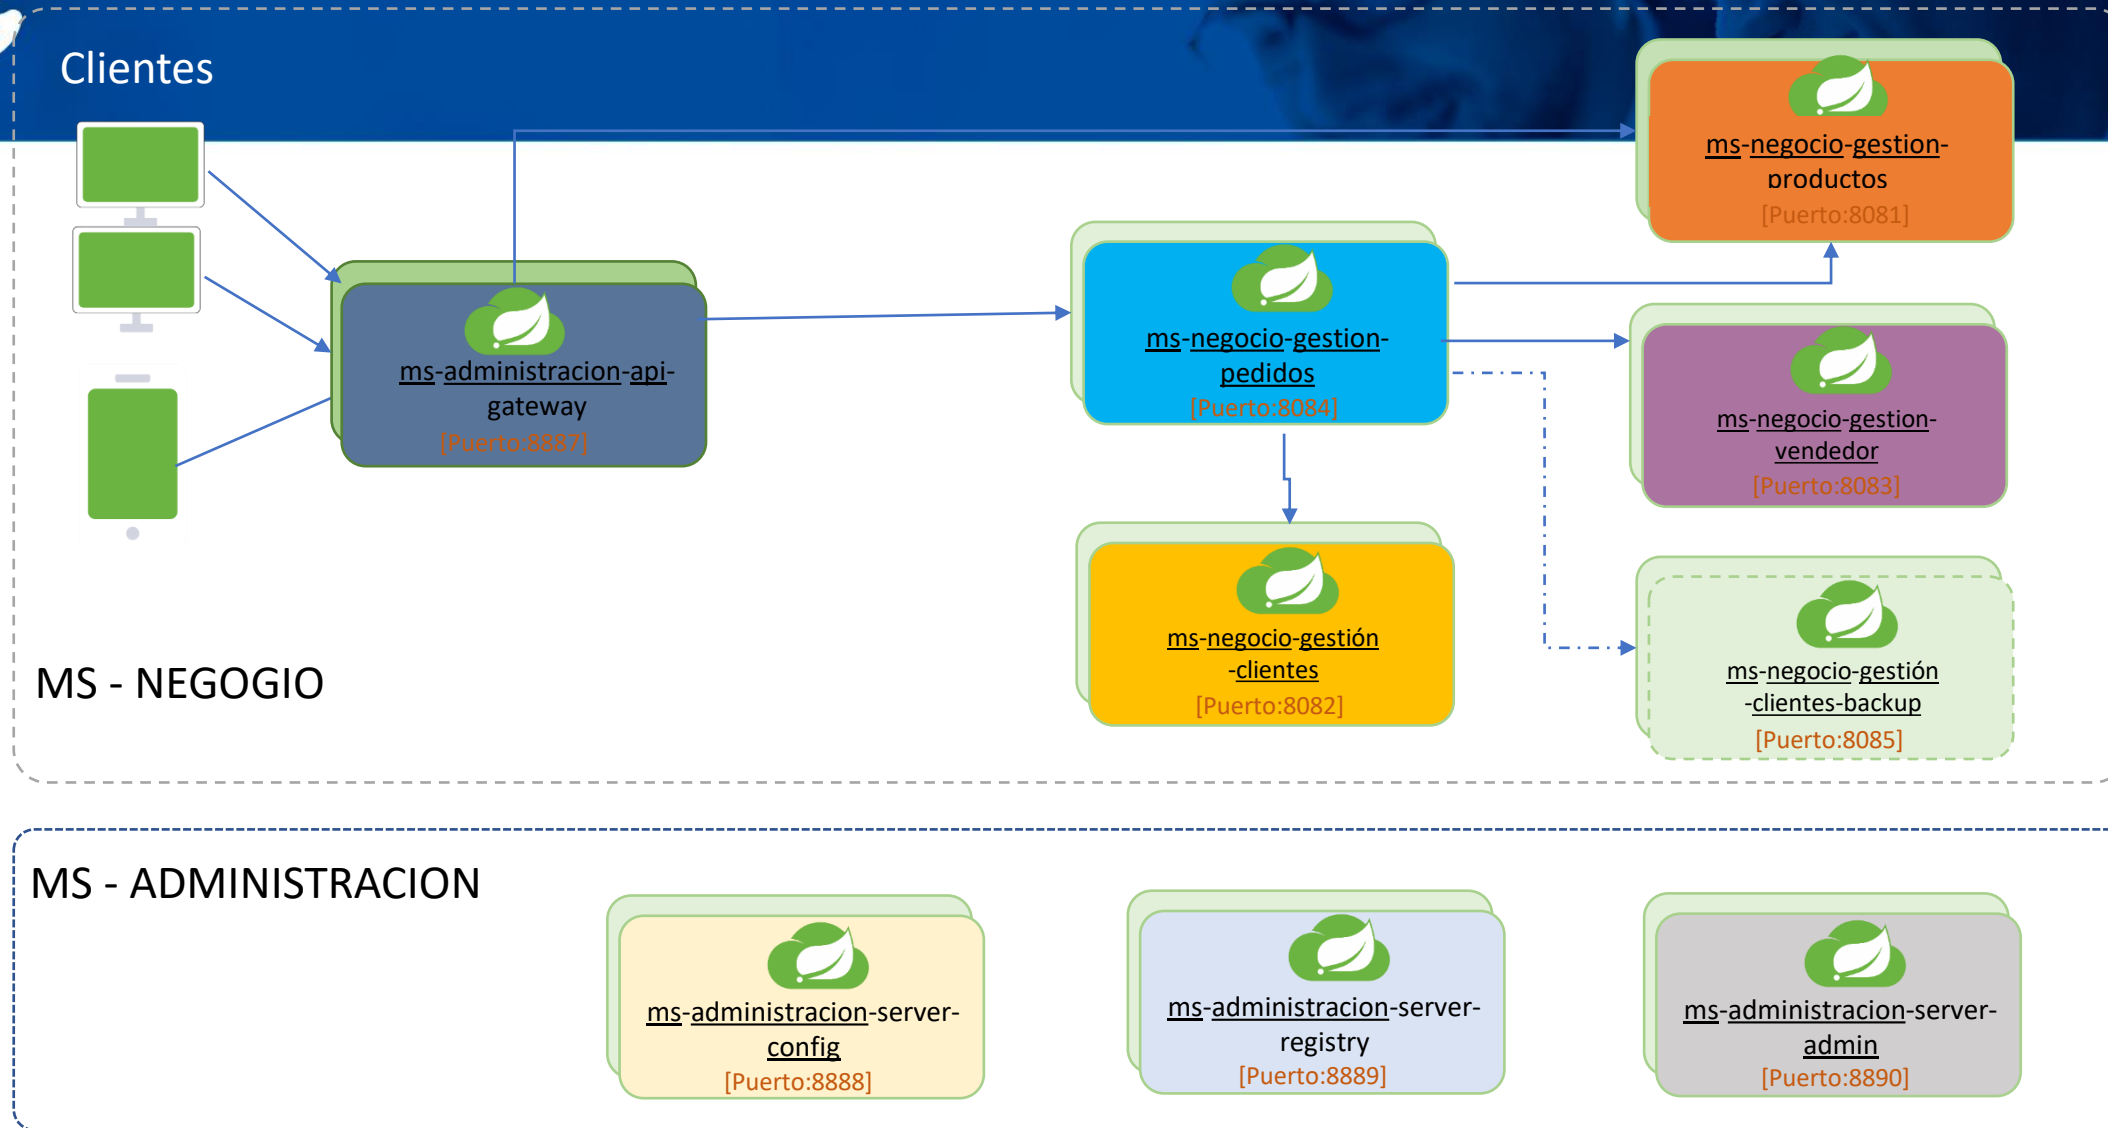 Clientes
ms-negocio-gestion-
productos
[Puerto:8081]
ms-administracion-api-
gateway
[Puerto:8887]
ms-negocio-gestion-
pedidos
[Puerto:8084]
ms-negocio-gestion-
vendedor
[Puerto:8083]
ms-negocio-gestión
-clientes
[Puerto:8082]
ms-negocio-gestión
-clientes-backup
[Puerto:8085]
MS - NEGOGIO
MS - ADMINISTRACION
ms-administracion-server-
config
[Puerto:8888]
ms-administracion-server-
registry
[Puerto:8889]
ms-administracion-server-
admin
[Puerto:8890]